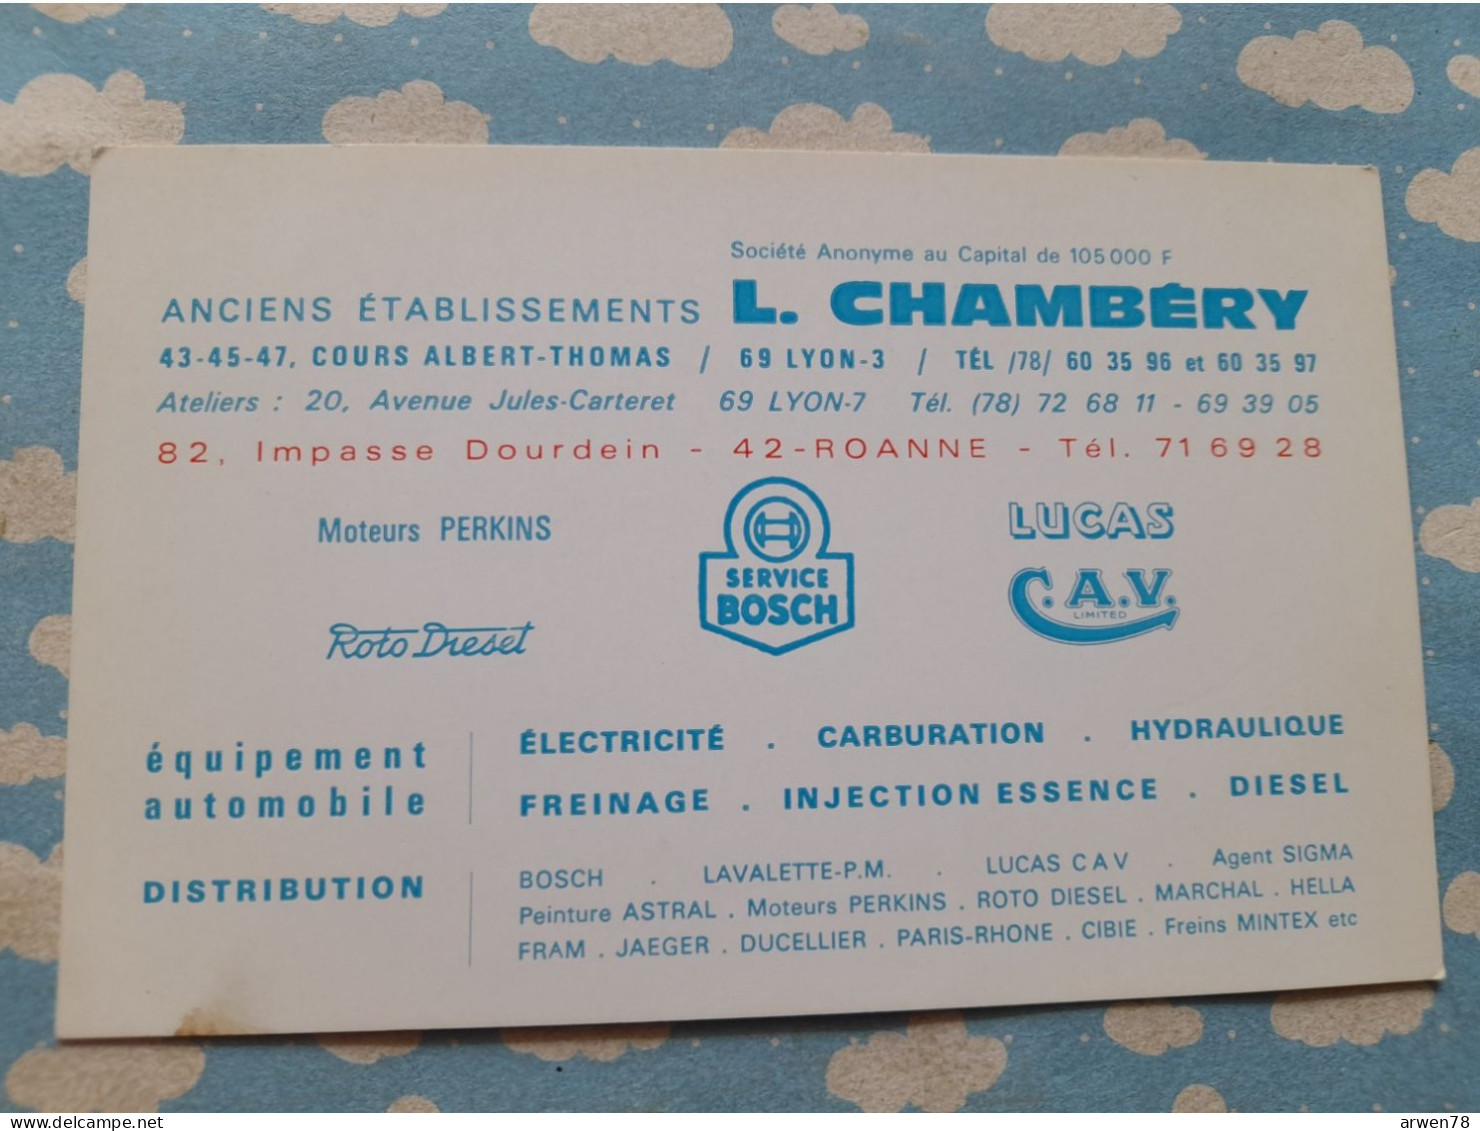 Société Anonyme au Capital de 105 000 F
ANCIENS ÉTABLISSEMENTS L. CHAMBÉRY
43-45-47, COURS ALBERT-THOMAS / 69 LYON-3 / TÉL /78/ 60 35 96 et 60 35 97
Ateliers : 20, Avenue Jules-Carteret 69 LYON-7 Tél. (78) 72 68 11 - 69 39 05
82, Impasse Dourdein - 42-ROANNE - Tél. 71 69 28
Moteurs PERKINS
Roto Diesel
SERVICE
BOSCH
LUCAS
C.A.V.
LIMITED
équipement
automobile
ÉLECTRICITÉ . CARBURATION . HYDRAULIQUE
FREINAGE . INJECTION ESSENCE . DIESEL
DISTRIBUTION
BOSCH . LAVALETTE-P.M. . LUCAS C A V . Agent SIGMA
Peinture ASTRAL . Moteurs PERKINS . ROTO DIESEL . MARCHAL . HELLA
FRAM . JAEGER . DUCELLIER . PARIS-RHONE . CIBIE . Freins MINTEX etc
arwen78